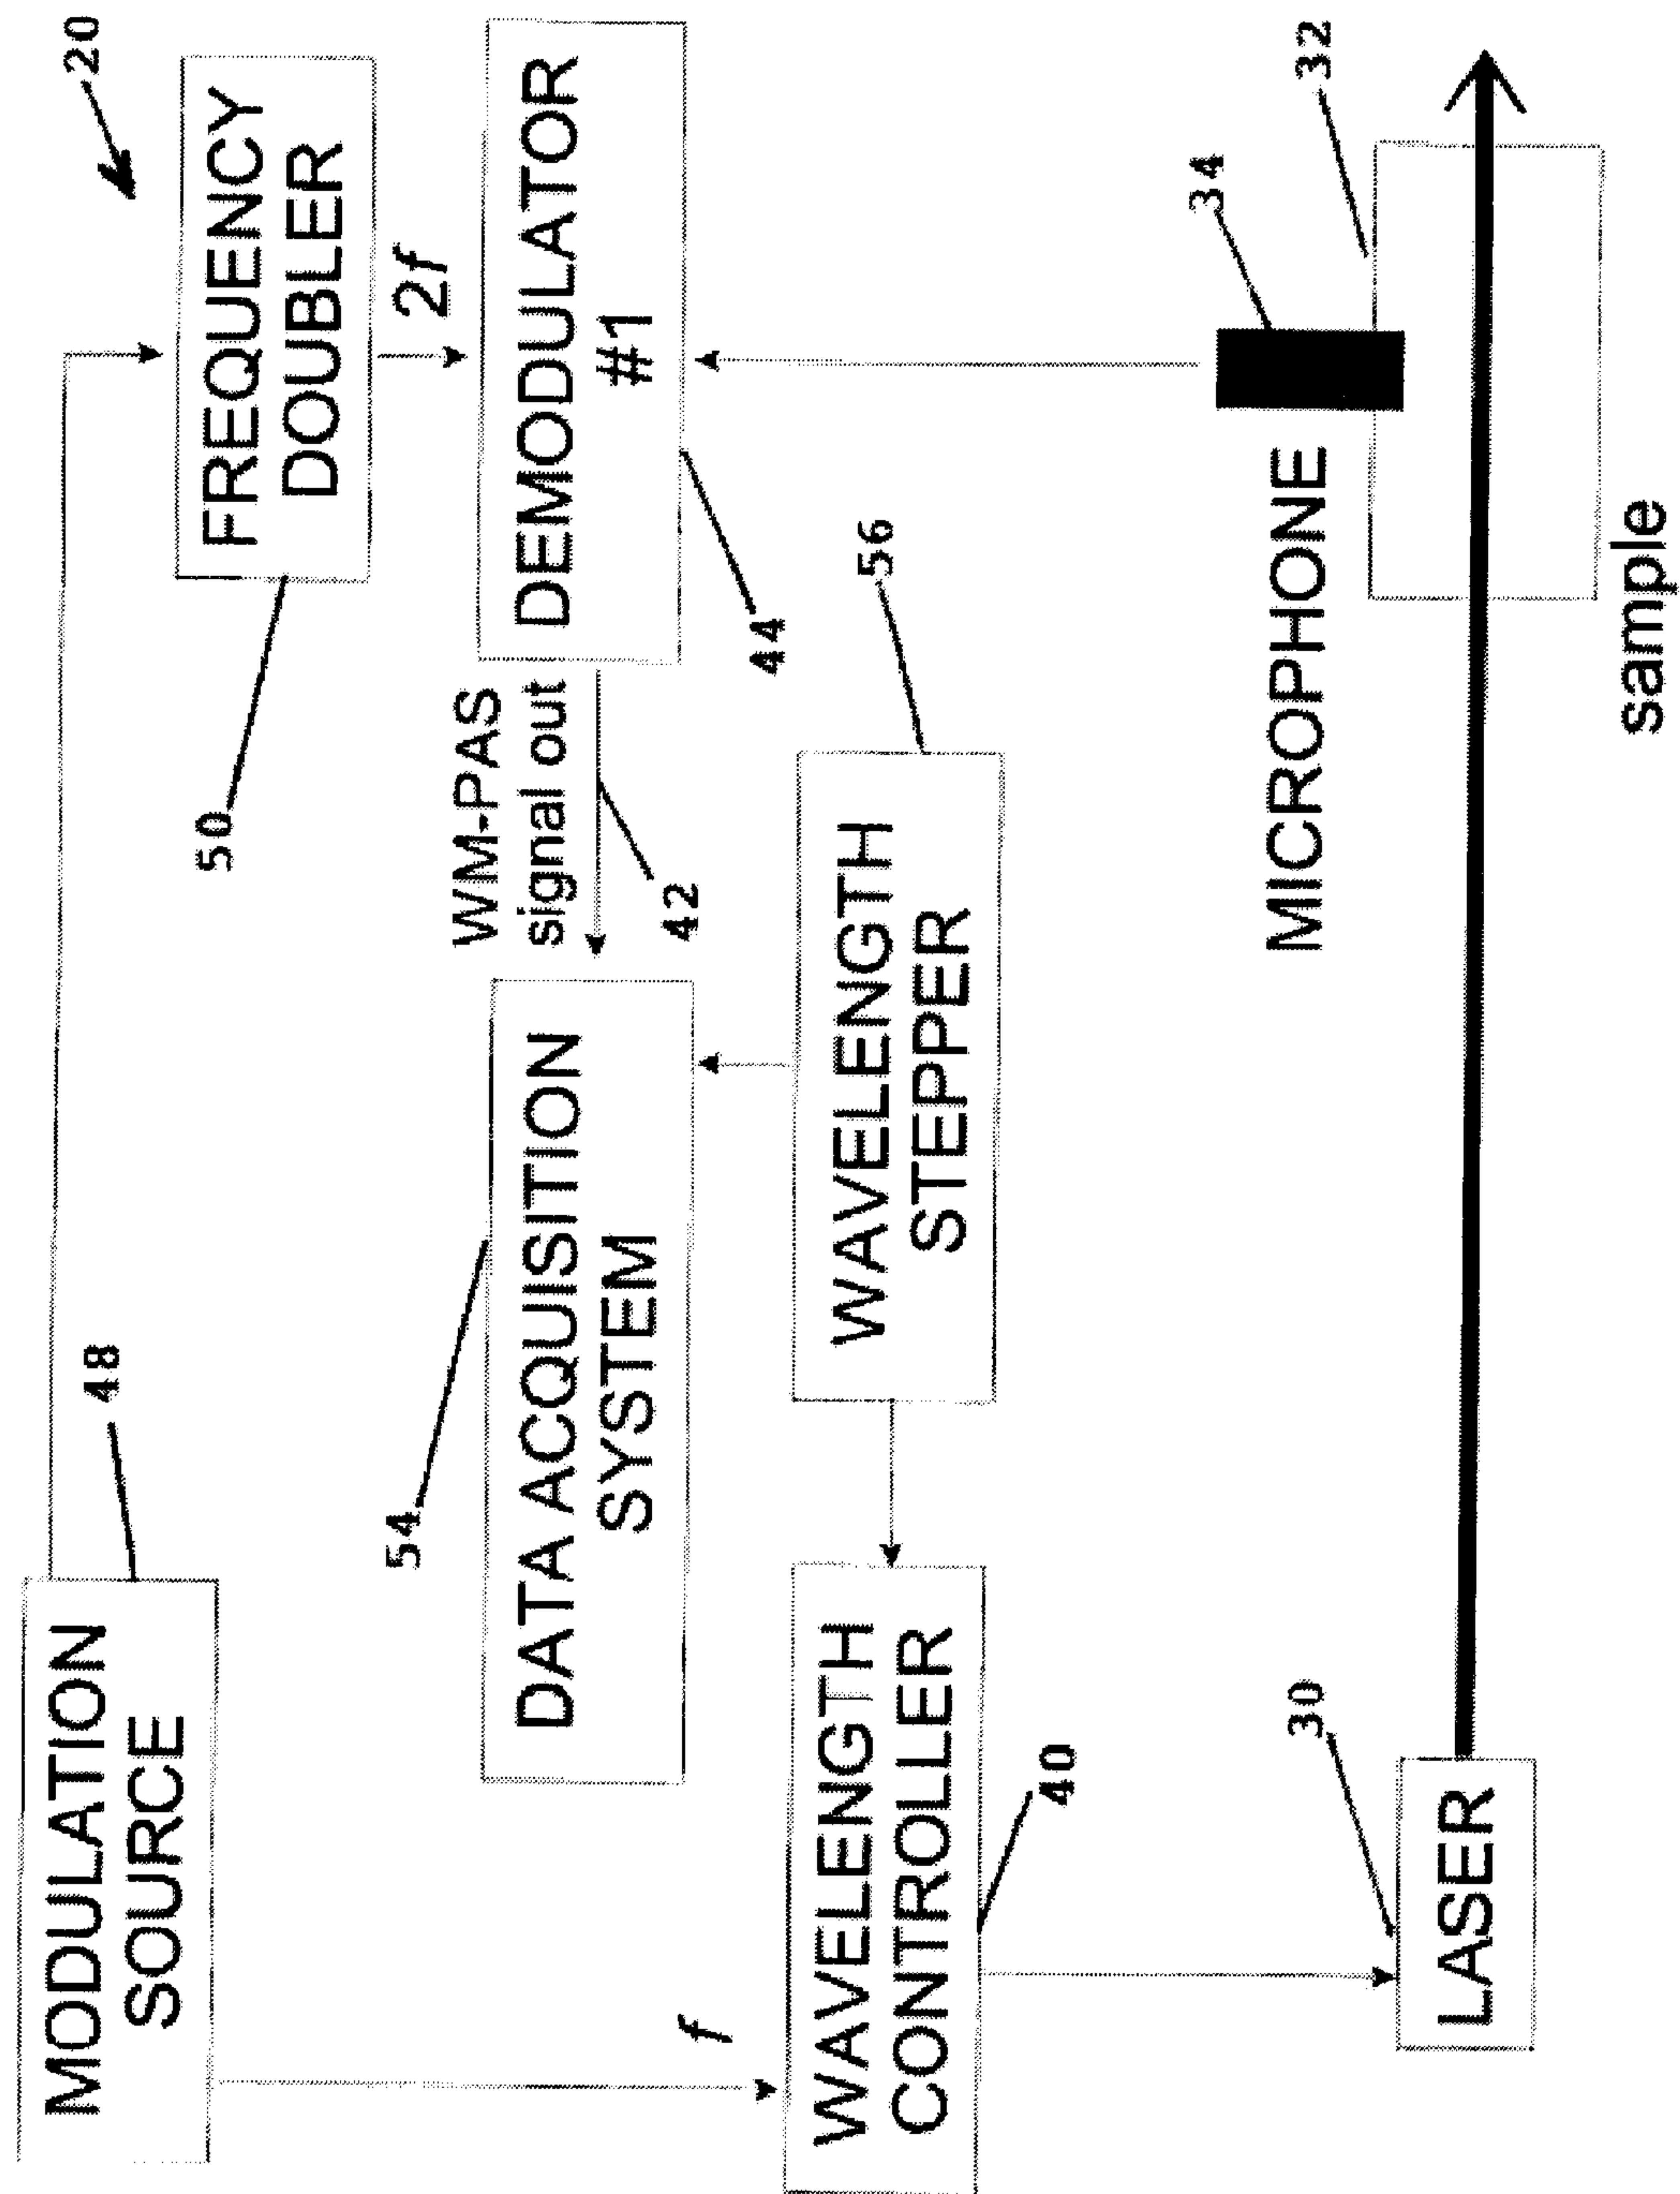 20
MODULATION
SOURCE
48
50
FREQUENCY
DOUBLER
2f
54
DATA ACQUISITION
SYSTEM
WM-PAS
signal out
42
DEMODULATOR
#1
44
f
WAVELENGTH
CONTROLLER
40
WAVELENGTH
STEPPER
56
30
LASER
MICROPHONE
34
32
sample